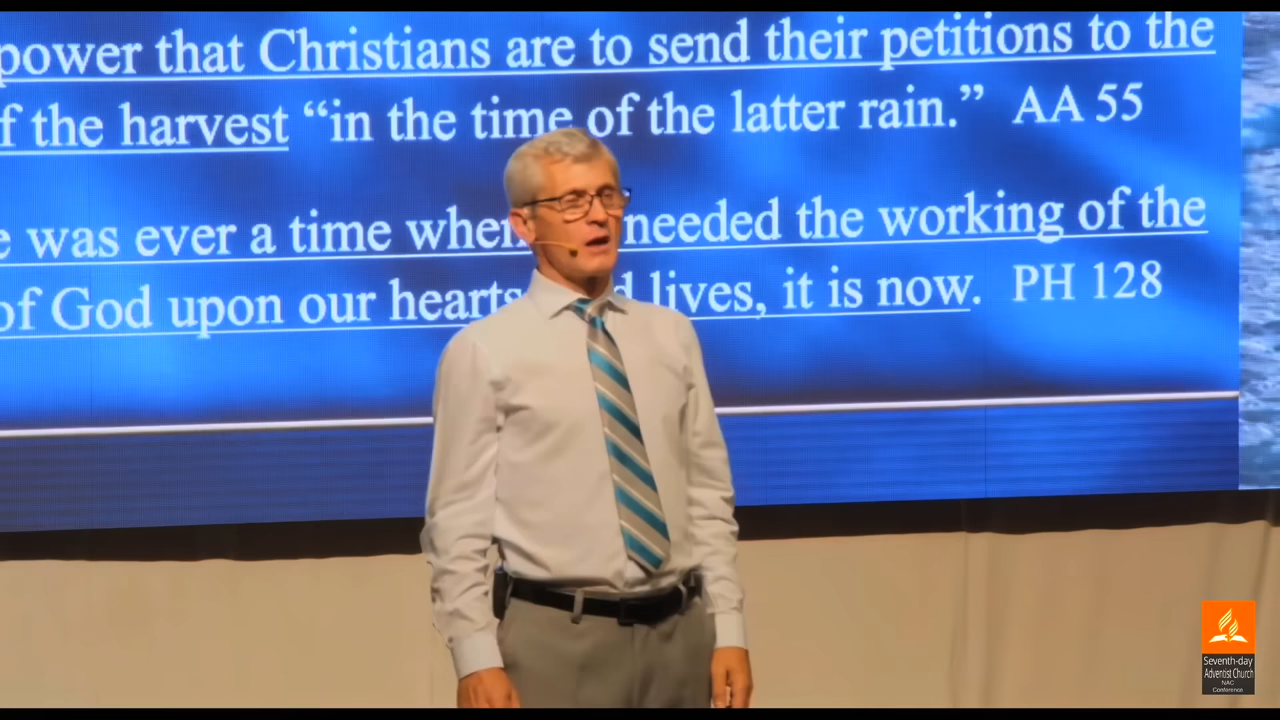 power that Christians are to send their petitions to the
f the harvest “in the time of the latter rain.” AA 55
e was ever a time when needed the working of the
of God upon our hearts d lives, it is now. PH 128
Seventh-day
Adventist Church
NAC
Conference